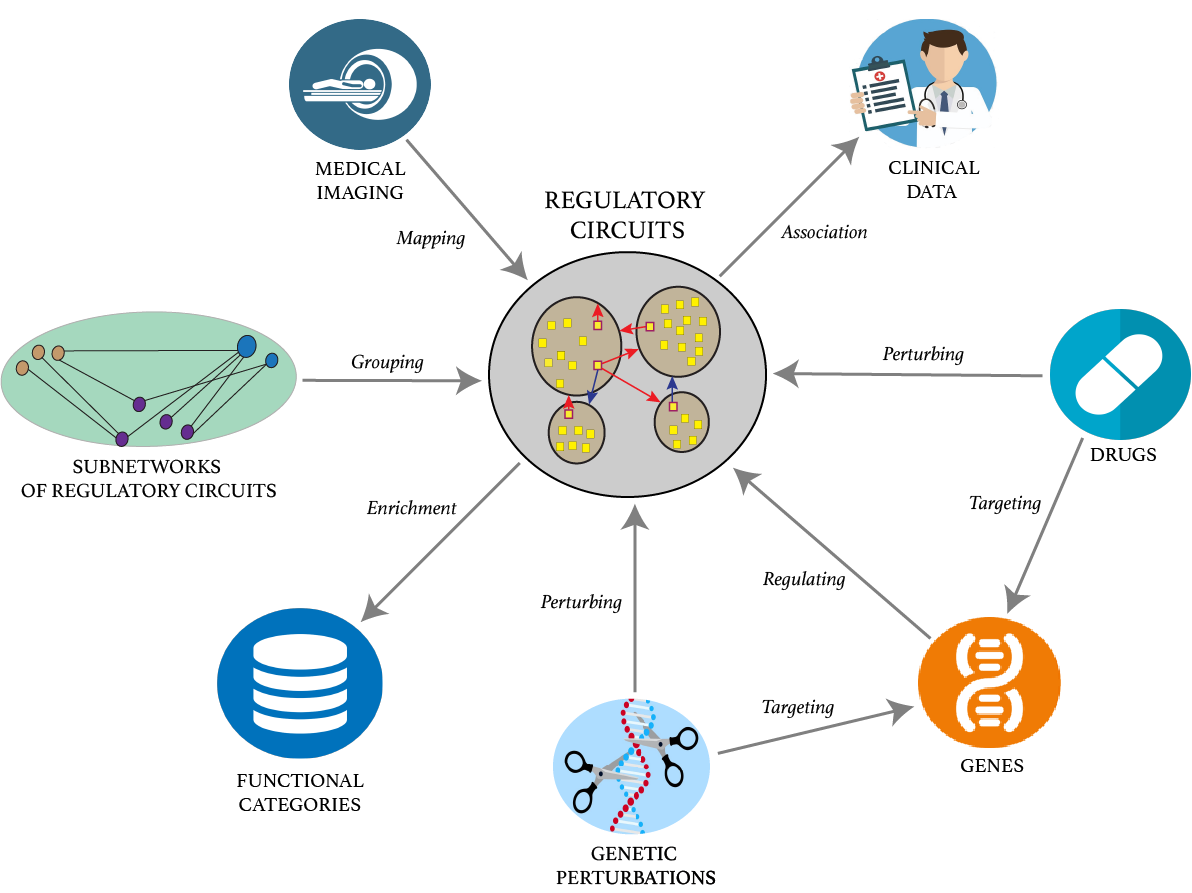 MEDICAL
IMAGING
CLINICAL
DATA
REGULATORY
CIRCUITS
Mapping
Association
Grouping
Perturbing
SUBNETWORKS
OF REGULATORY CIRCUITS
DRUGS
Enrichment
Targeting
Regulating
Perturbing
Targeting
FUNCTIONAL
CATEGORIES
GENES
GENETIC
PERTURBATIONS